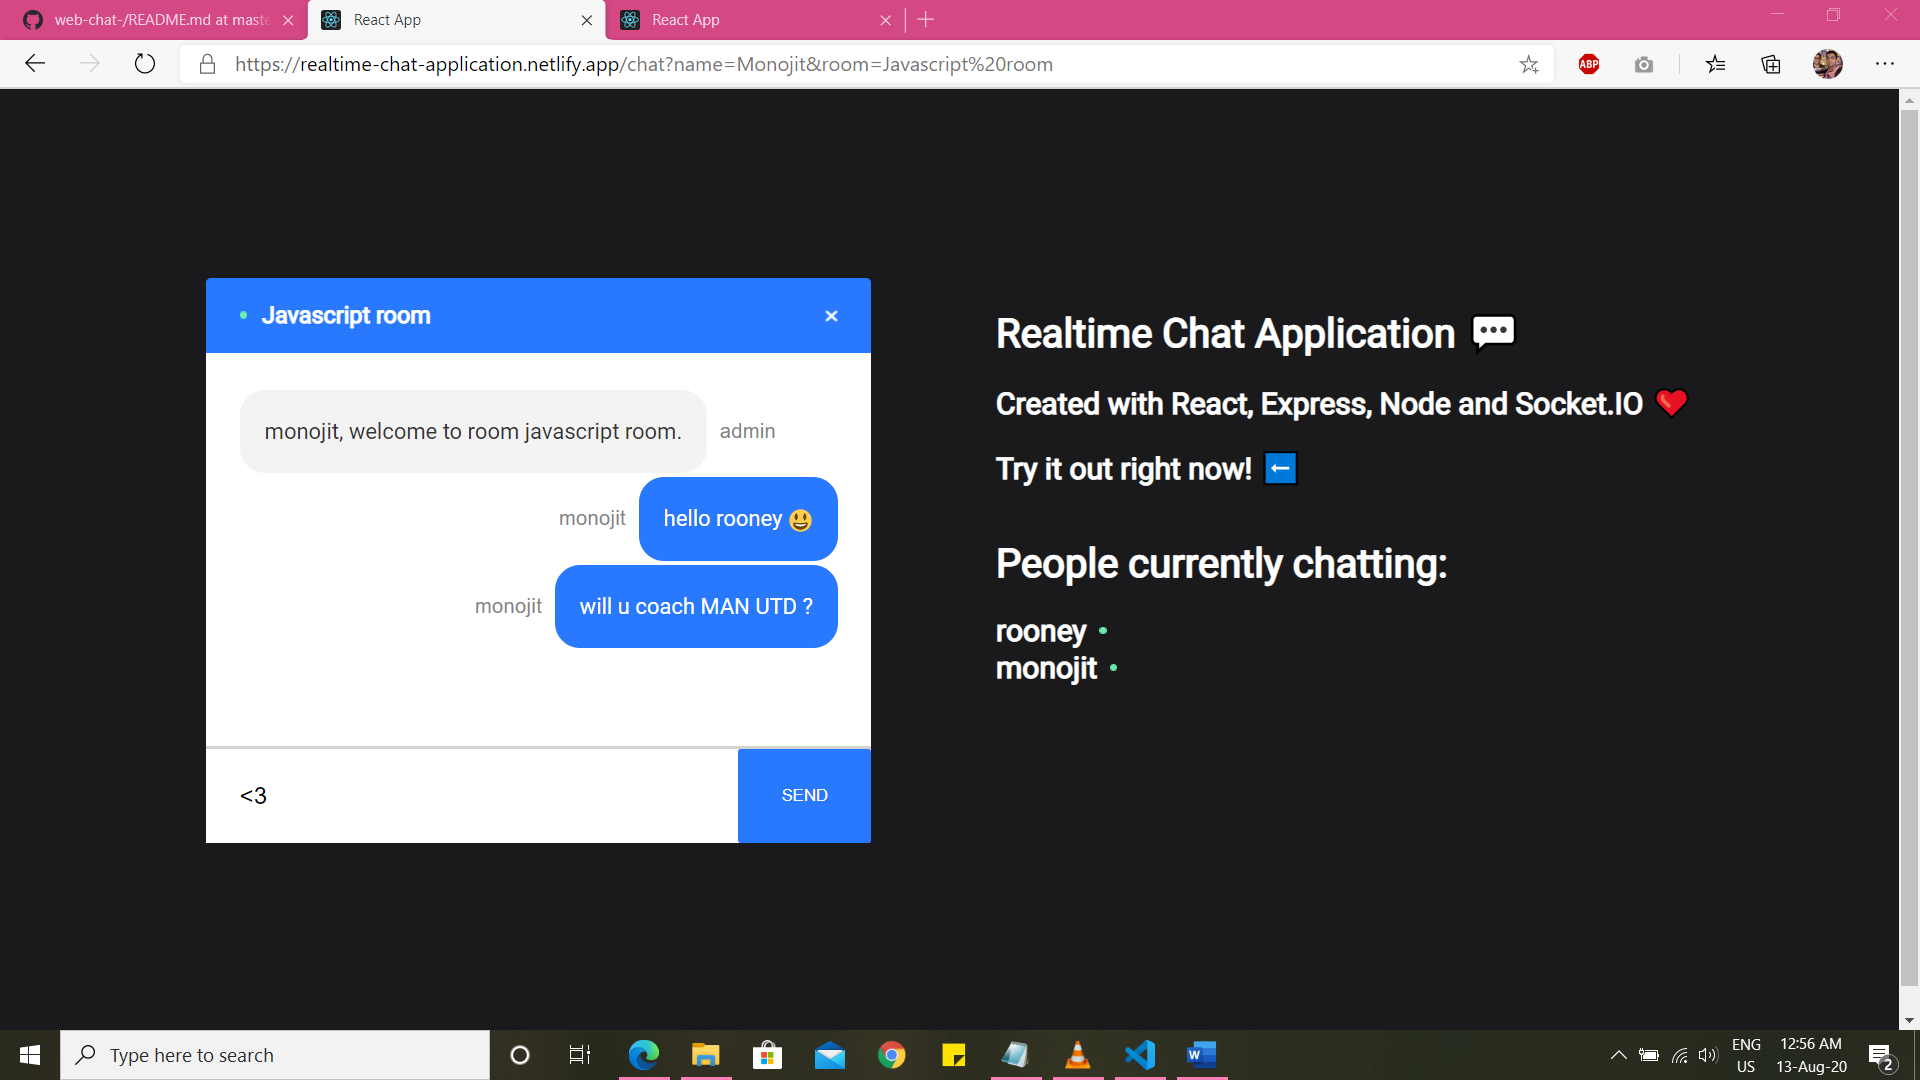 web-chat-/README.md at maste
React App
React App
https://realtime-chat-application.netlify.app/chat?name=Monojit&room=Javascript%20room
ABP
Javascript room
monojit, welcome to room javascript room. admin
monojit hello rooney 😃
monojit will u coach MAN UTD ?
<3
SEND
Realtime Chat Application 💬
Created with React, Express, Node and Socket.IO ❤️
Try it out right now! ⬅️
People currently chatting:
rooney
monojit
Type here to search
W
ENG
US
12:56 AM
13-Aug-20
2